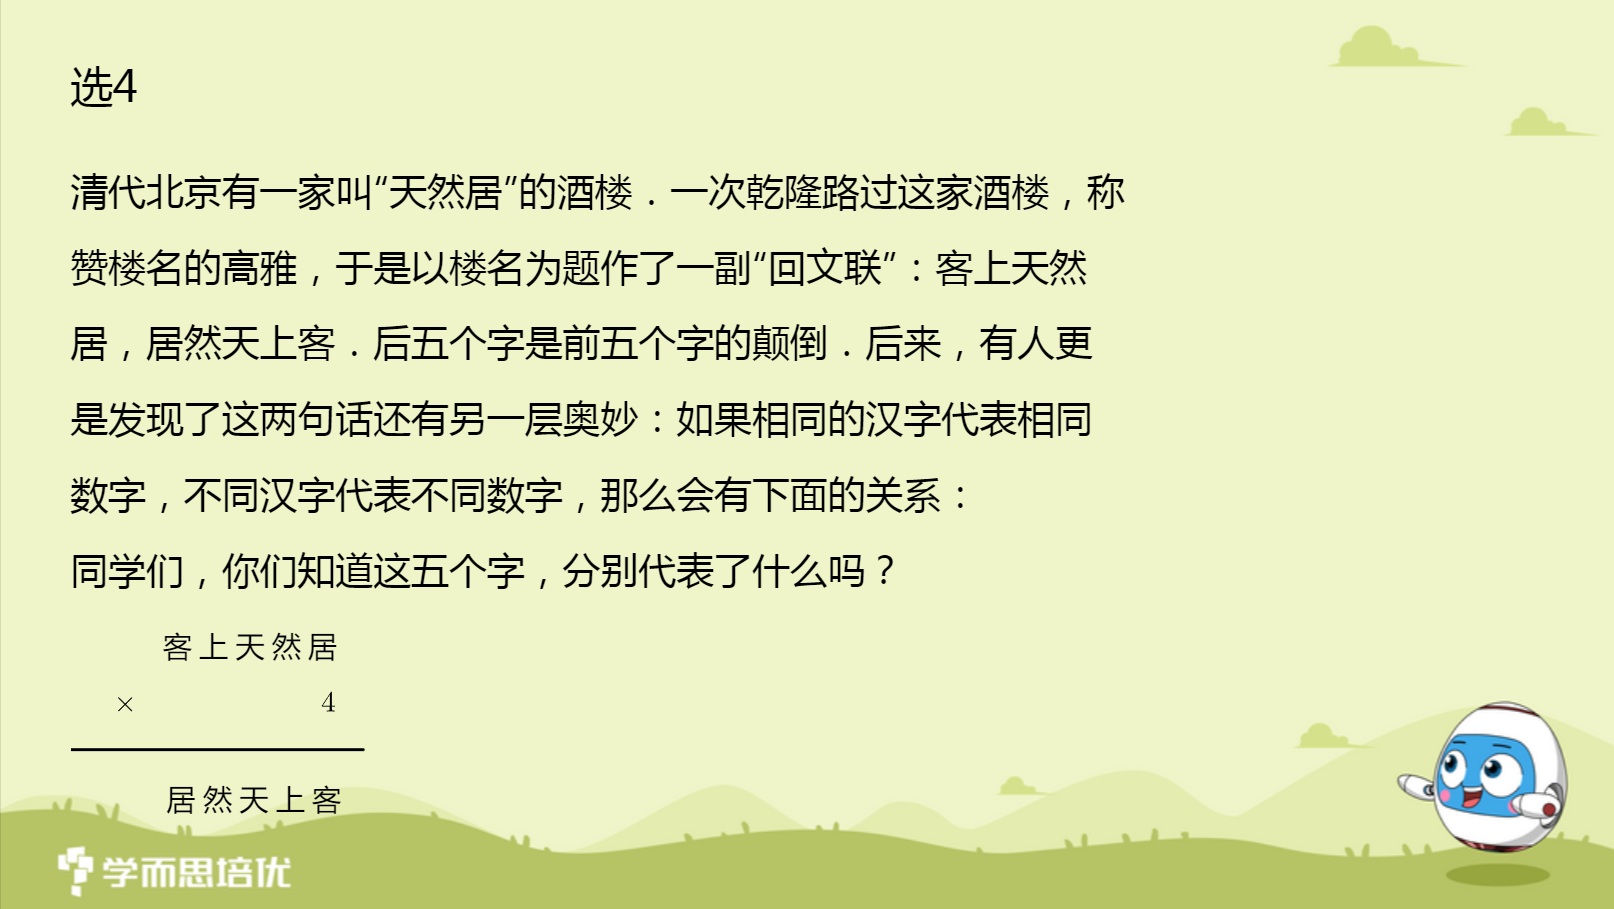 选4
清代北京有一家叫“天然居”的酒楼．一次乾隆路过这家酒楼，称
赞楼名的高雅，于是以楼名为题作了一副“回文联”：客上天然
居，居然天上客．后五个字是前五个字的颠倒．后来，有人更
是发现了这两句话还有另一层奥妙：如果相同的汉字代表相同
数字，不同汉字代表不同数字，那么会有下面的关系：
同学们，你们知道这五个字，分别代表了什么吗？
客上天然居
× 4
居然天上客
学而思培优